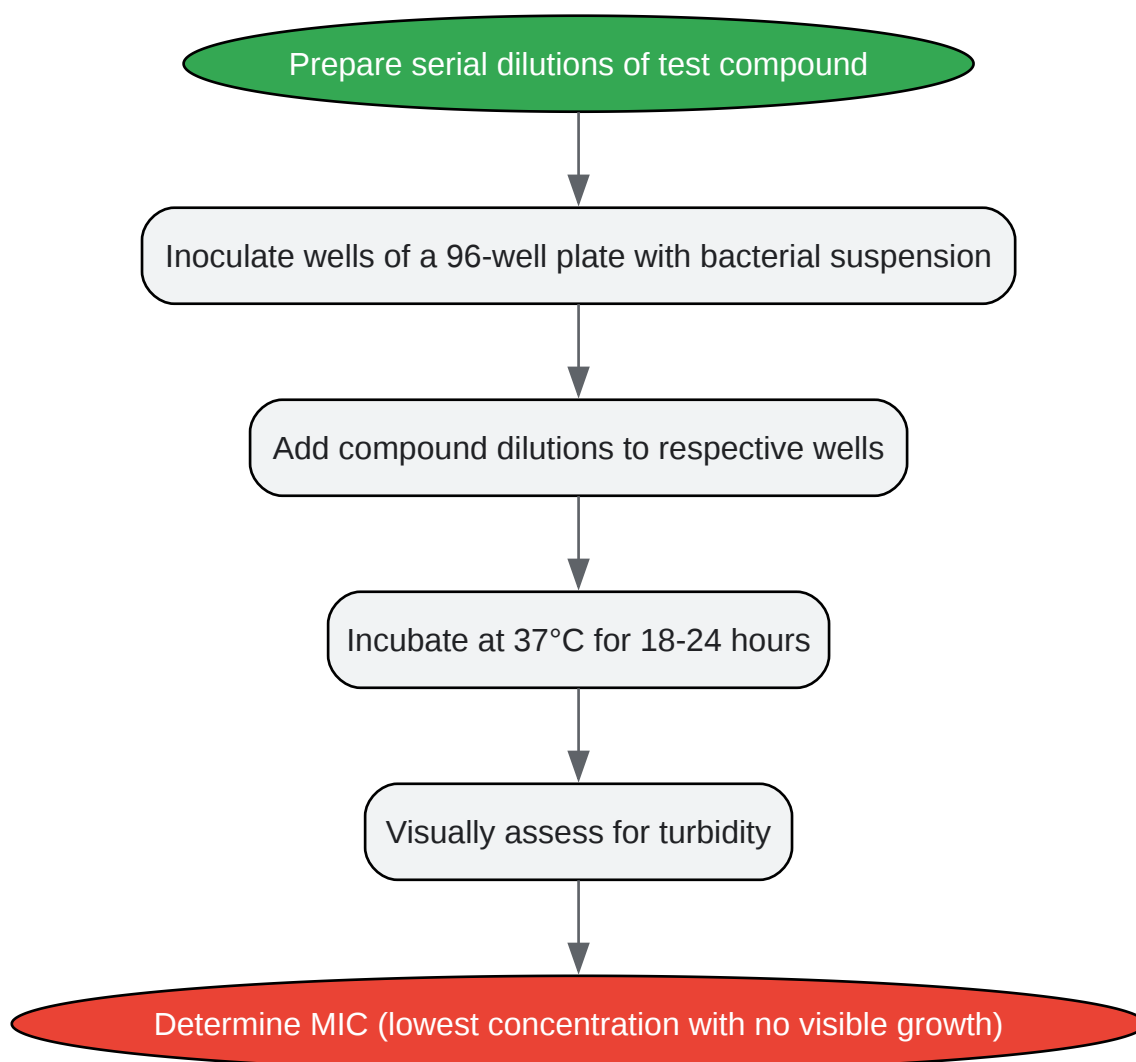 Prepare serial dilutions of test compound
Inoculate wells of a 96-well plate with bacterial suspension
Add compound dilutions to respective wells
Incubate at 37°C for 18-24 hours
Visually assess for turbidity
Determine MIC (lowest concentration with no visible growth)